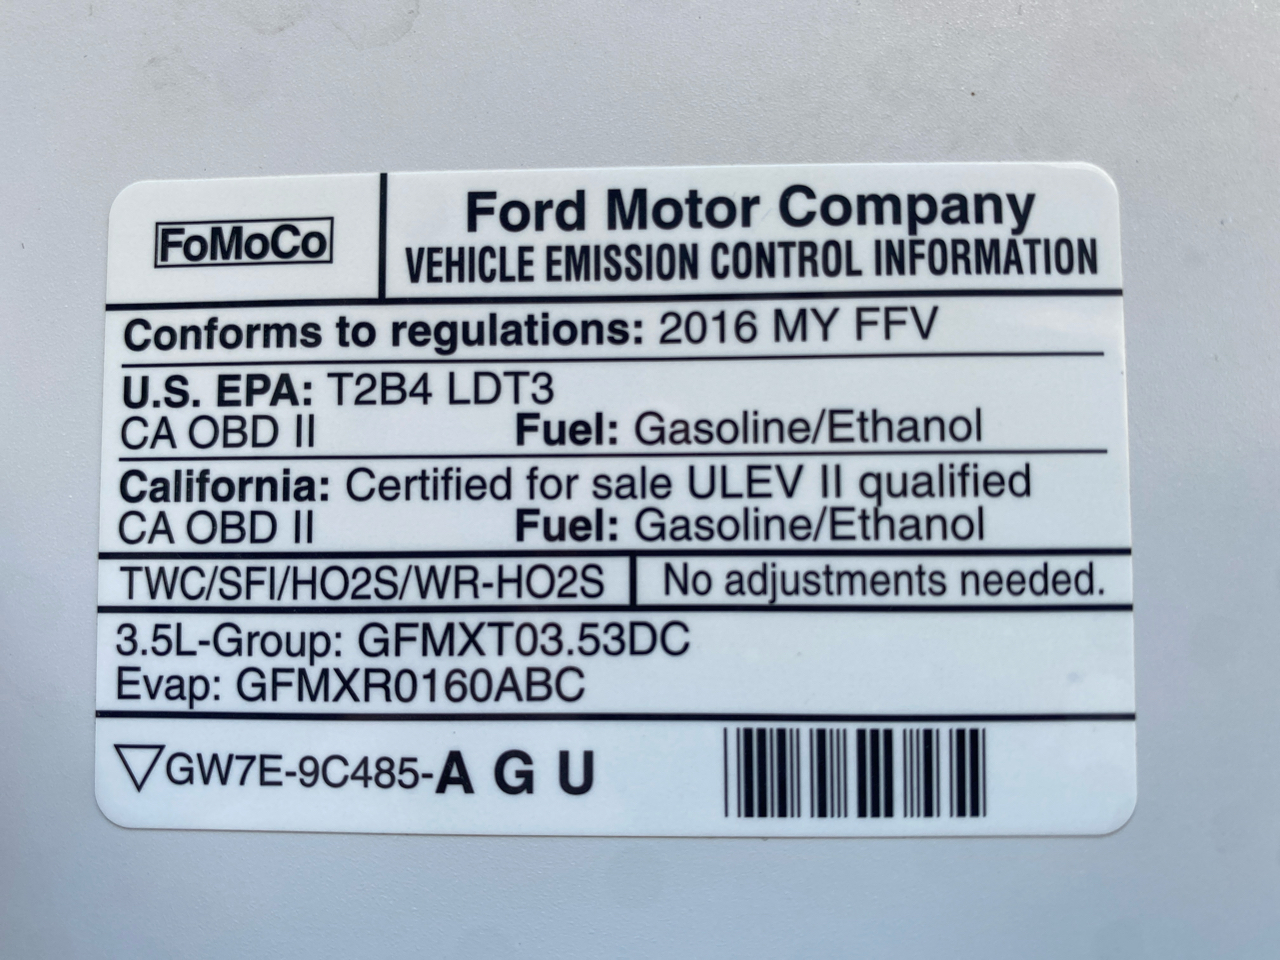 FoMoCo
Ford Motor Company
VEHICLE EMISSION CONTROL INFORMATION
Conforms to regulations: 2016 MY FFV
U.S. EPA: T2B4 LDT3
CA OBD II Fuel: Gasoline/Ethanol
California: Certified for sale ULEV II qualified
CA OBD II Fuel: Gasoline/Ethanol
TWC/SFI/HO2S/WR-HO2S No adjustments needed.
3.5L-Group: GFMXT03.53DC
Evap: GFMXR0160ABC
GW7E-9C485-A G U